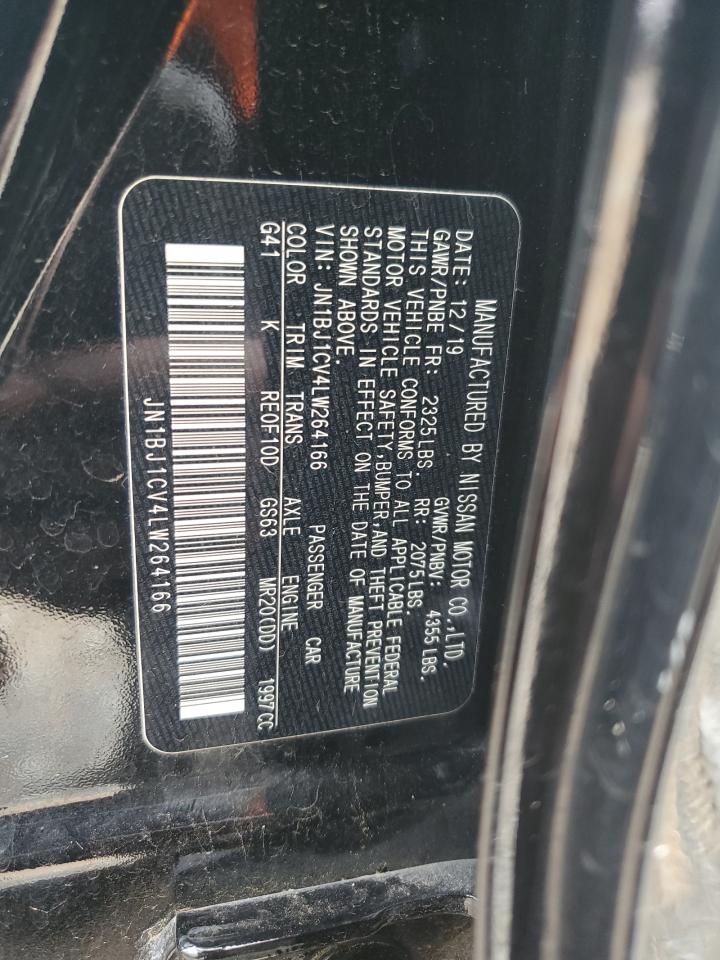 MANUFACTURED BY NISSAN MOTOR CO.,LTD.
DATE: 12/19 GVWR/PNBV: 4355LBS.
GAWR/PNBE FR: 2325LBS. RR: 2075LBS.
THIS VEHICLE CONFORMS TO ALL APPLICABLE FEDERAL
MOTOR VEHICLE SAFETY,BUMPER,AND THEFT PREVENTION
STANDARDS IN EFFECT ON THE DATE OF MANUFACTURE
SHOWN ABOVE.
VIN: JN1BJ1CV4LW264166 PASSENGER CAR
COLOR TRIM TRANS AXLE ENGINE
G41 K RE0F10D GS63 MR20(DD) 1997CC
JN1BJ1CV4LW264166